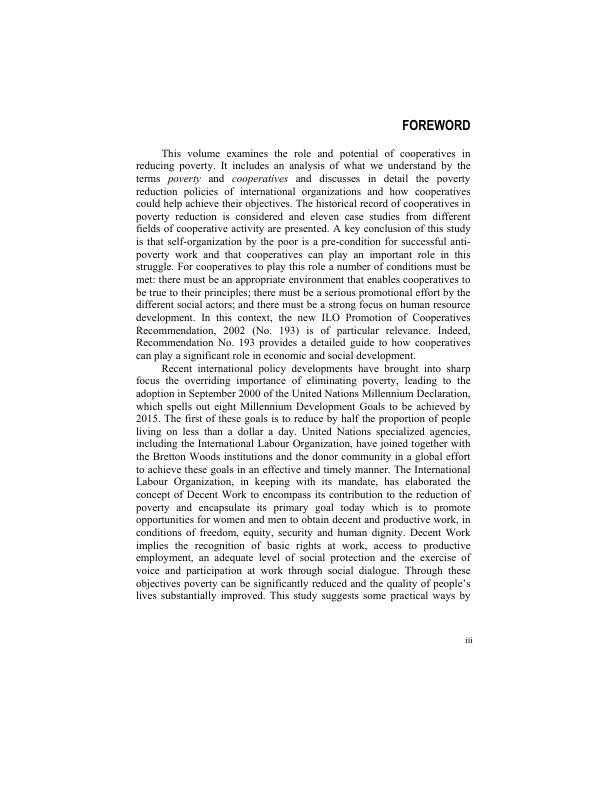 FOREWORD
This volume examines the role and potential of cooperatives in
reducing poverty. It includes an analysis of what we understand by the
terms poverty and cooperatives and discusses in detail the poverty
reduction policies of international organizations and how cooperatives
could help achieve their objectives. The historical record of cooperatives in
poverty reduction is considered and eleven case studies from different
fields of cooperative activity are presented. A key conclusion of this study
is that self-organization by the poor is a pre-condition for successful anti-
poverty work and that cooperatives can play an important role in this
struggle. For cooperatives to play this role a number of conditions must be
met: there must be an appropriate environment that enables cooperatives to
be true to their principles; there must be a serious promotional effort by the
different social actors; and there must be a strong focus on human resource
development. In this context, the new ILO Promotion of Cooperatives
Recommendation, 2002 (No. 193) is of particular relevance. Indeed,
Recommendation No. 193 provides a detailed guide to how cooperatives
can play a significant role in economic and social development.
Recent international policy developments have brought into sharp
focus the overriding importance of eliminating poverty, leading to the
adoption in September 2000 of the United Nations Millennium Declaration,
which spells out eight Millennium Development Goals to be achieved by
2015. The first of these goals is to reduce by half the proportion of people
living on less than a dollar a day. United Nations specialized agencies,
including the International Labour Organization, have joined together with
the Bretton Woods institutions and the donor community in a global effort
to achieve these goals in an effective and timely manner. The International
Labour Organization, in keeping with its mandate, has elaborated the
concept of Decent Work to encompass its contribution to the reduction of
poverty and encapsulate its primary goal today which is to promote
opportunities for women and men to obtain decent and productive work, in
conditions of freedom, equity, security and human dignity. Decent Work
implies the recognition of basic rights at work, access to productive
employment, an adequate level of social protection and the exercise of
voice and participation at work through social dialogue. Through these
objectives poverty can be significantly reduced and the quality of people's
lives substantially improved. This study suggests some practical ways by
iii